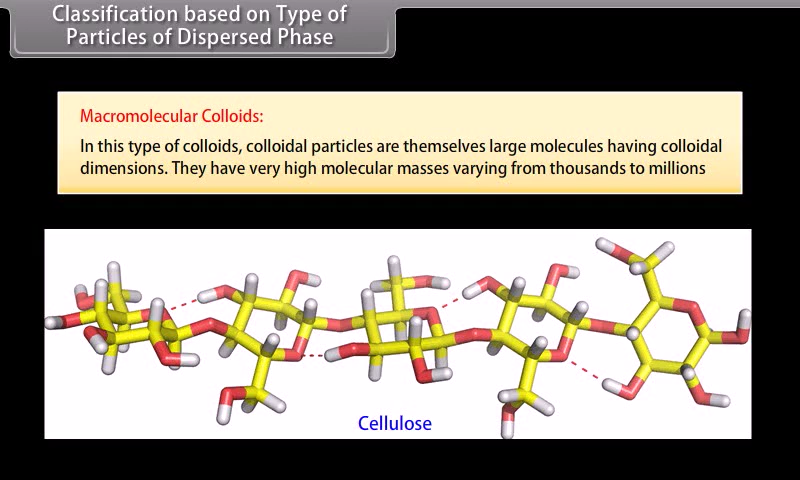 Classification based on Type of
Particles of Dispersed Phase
Macromolecular Colloids:
In this type of colloids, colloidal particles are themselves large molecules having colloidal
dimensions. They have very high molecular masses varying from thousands to millions
Cellulose